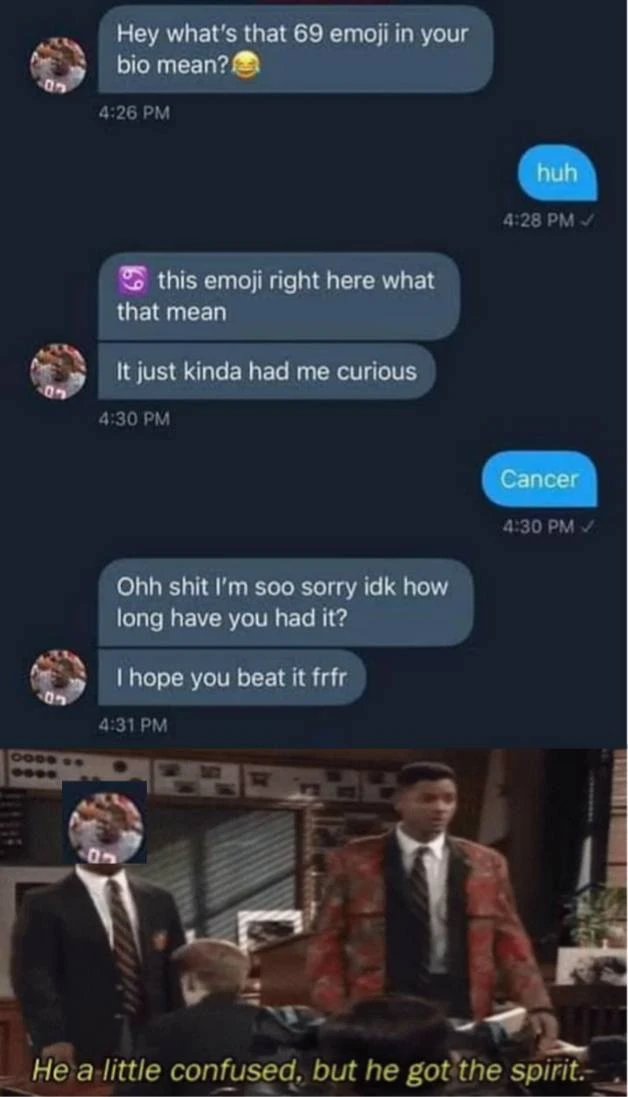 Hey what's that 69 emoji in your
bio mean?😂
4:26 PM
huh
4:28 PM ✓
♋ this emoji right here what
that mean
It just kinda had me curious
4:30 PM
Cancer
4:30 PM ✓
Ohh shit I'm soo sorry idk how
long have you had it?
I hope you beat it frfr
4:31 PM
He a little confused, but he got the spirit.